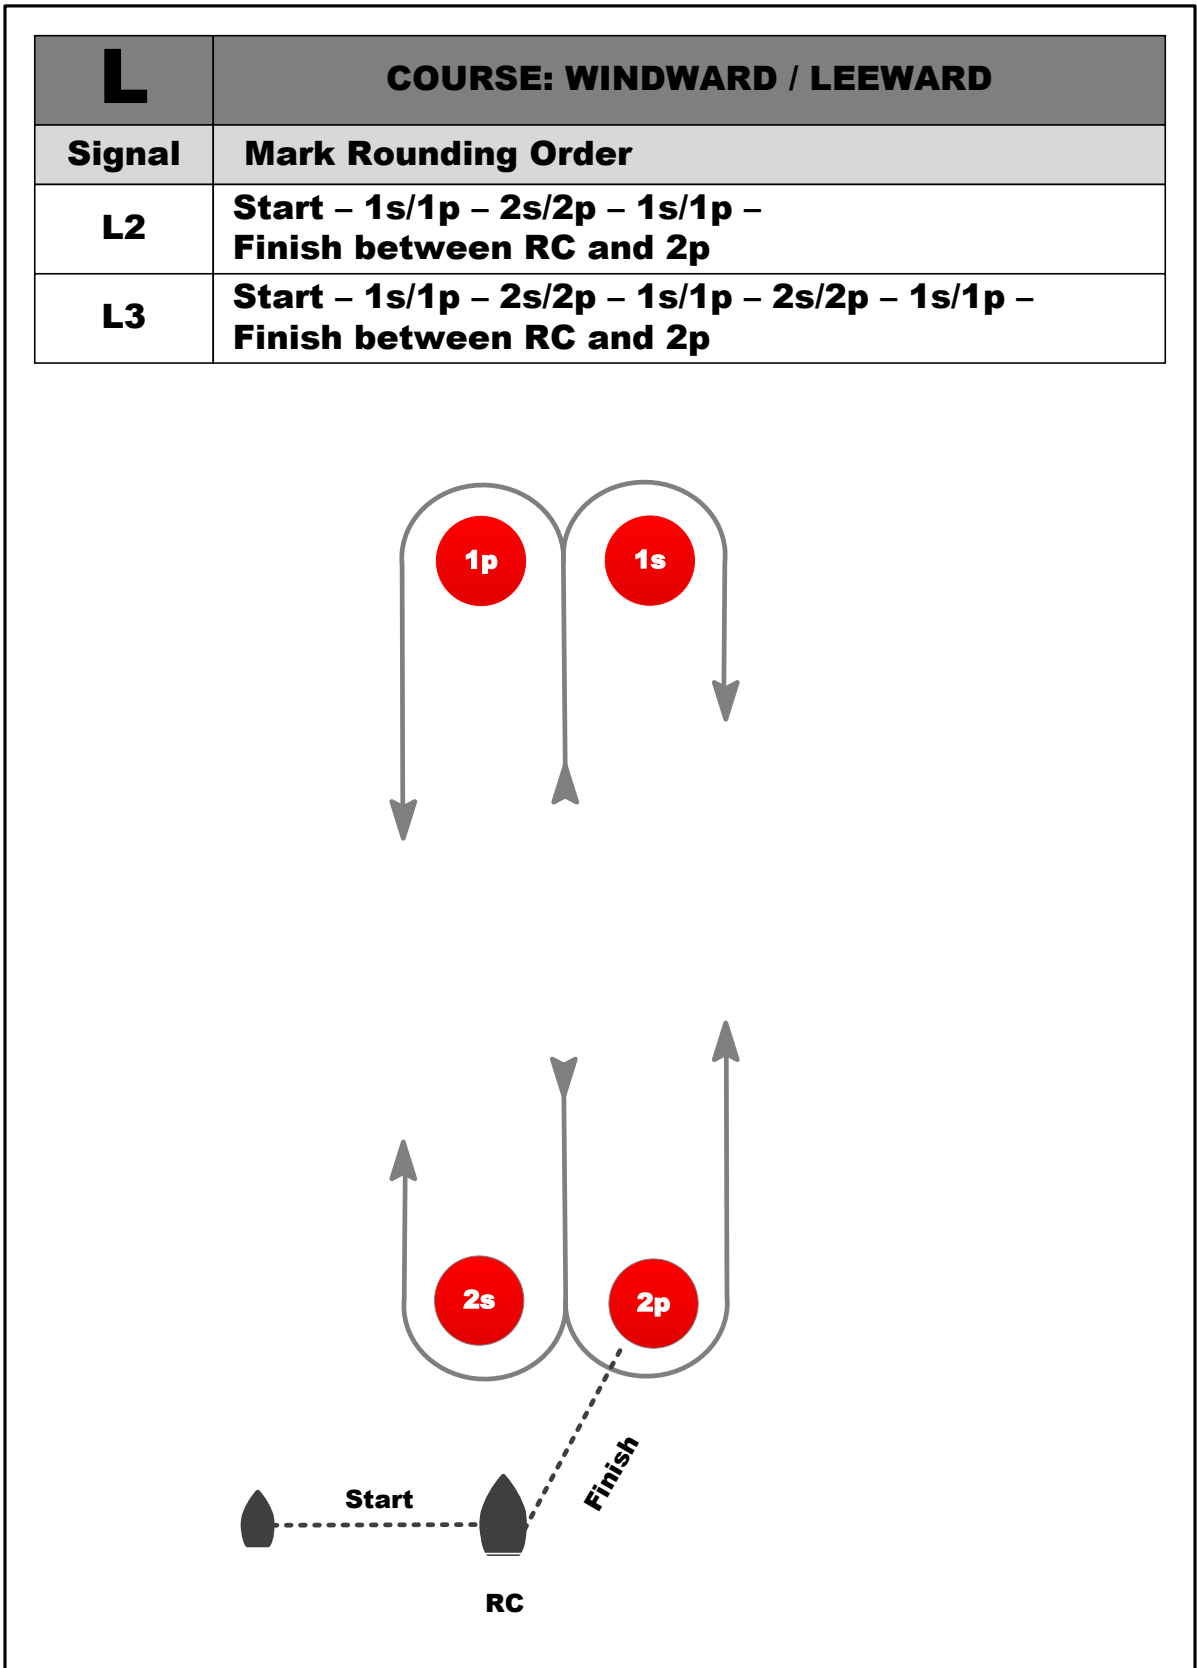 L
COURSE: WINDWARD / LEEWARD
Signal
Mark Rounding Order
L2
Start – 1s/1p – 2s/2p – 1s/1p –
Finish between RC and 2p
L3
Start – 1s/1p – 2s/2p – 1s/1p – 2s/2p – 1s/1p –
Finish between RC and 2p
1p
1s
2s
2p
Finish
Start
RC